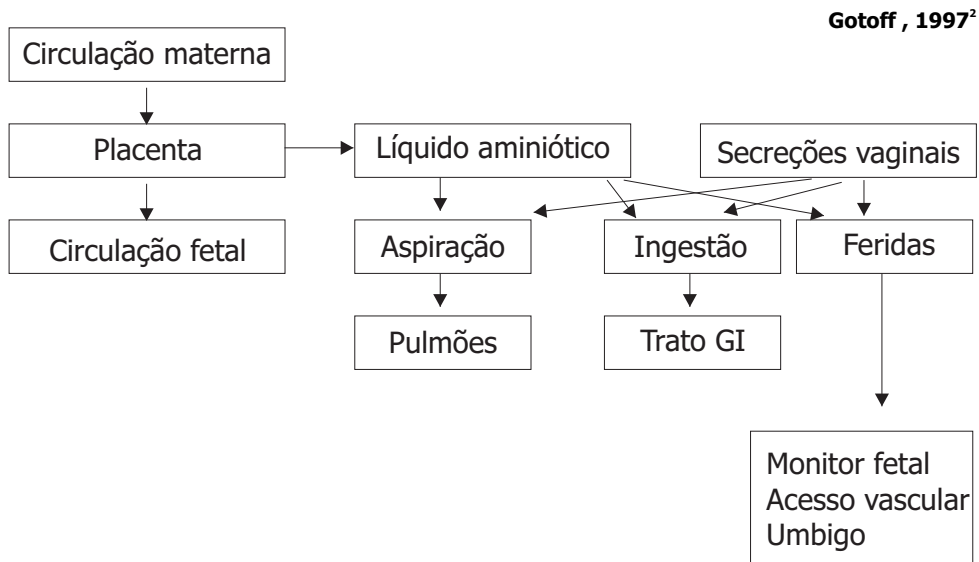 Gotoff , 1997²
Circulação materna
Placenta
Líquido aminiótico
Secreções vaginais
Circulação fetal
Aspiração
Ingestão
Feridas
Pulmões
Trato GI
Monitor fetal
Acesso vascular
Umbigo